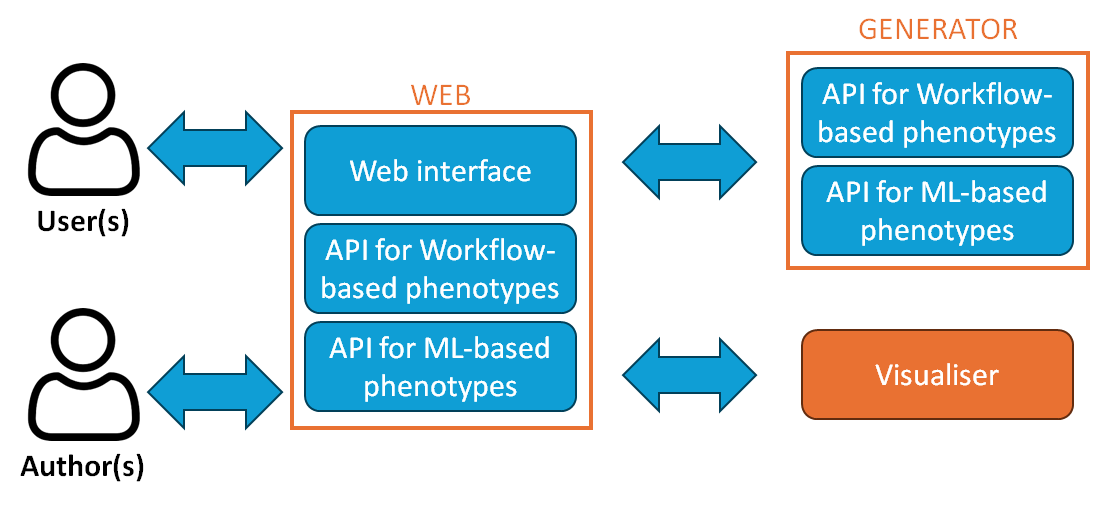 GENERATOR
API for Workflow-
based phenotypes
API for ML-based
phenotypes
WEB
Web interface
API for Workflow-
based phenotypes
API for ML-based
phenotypes
User(s)
Author(s)
Visualiser